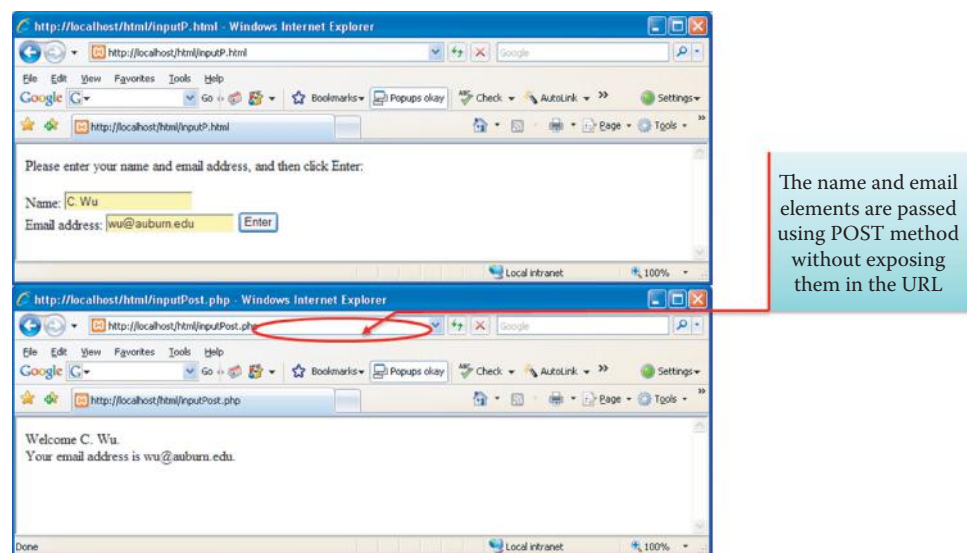 http://localhost/html/inputP.html - Windows Internet Explorer
http://localhost/html/inputP.html
Google
File Edit View Favorites Tools Help
Google G Go Bookmarks Popups okay Check AutoLink » Settings
http://localhost/html/inputP.html
Page Tools »
Please enter your name and email address, and then click Enter:
Name: C. Wu
Email address: wu@auburn.edu Enter
Local intranet 100%
The name and email
elements are passed
using POST method
without exposing
them in the URL
http://localhost/html/inputPost.php - Windows Internet Explorer
http://localhost/html/inputPost.php
Google
File Edit View Favorites Tools Help
Google G Go Bookmarks Popups okay Check AutoLink » Settings
http://localhost/html/inputPost.php
Page Tools »
Welcome C. Wu.
Your email address is wu@auburn.edu.
Done Local intranet 100%